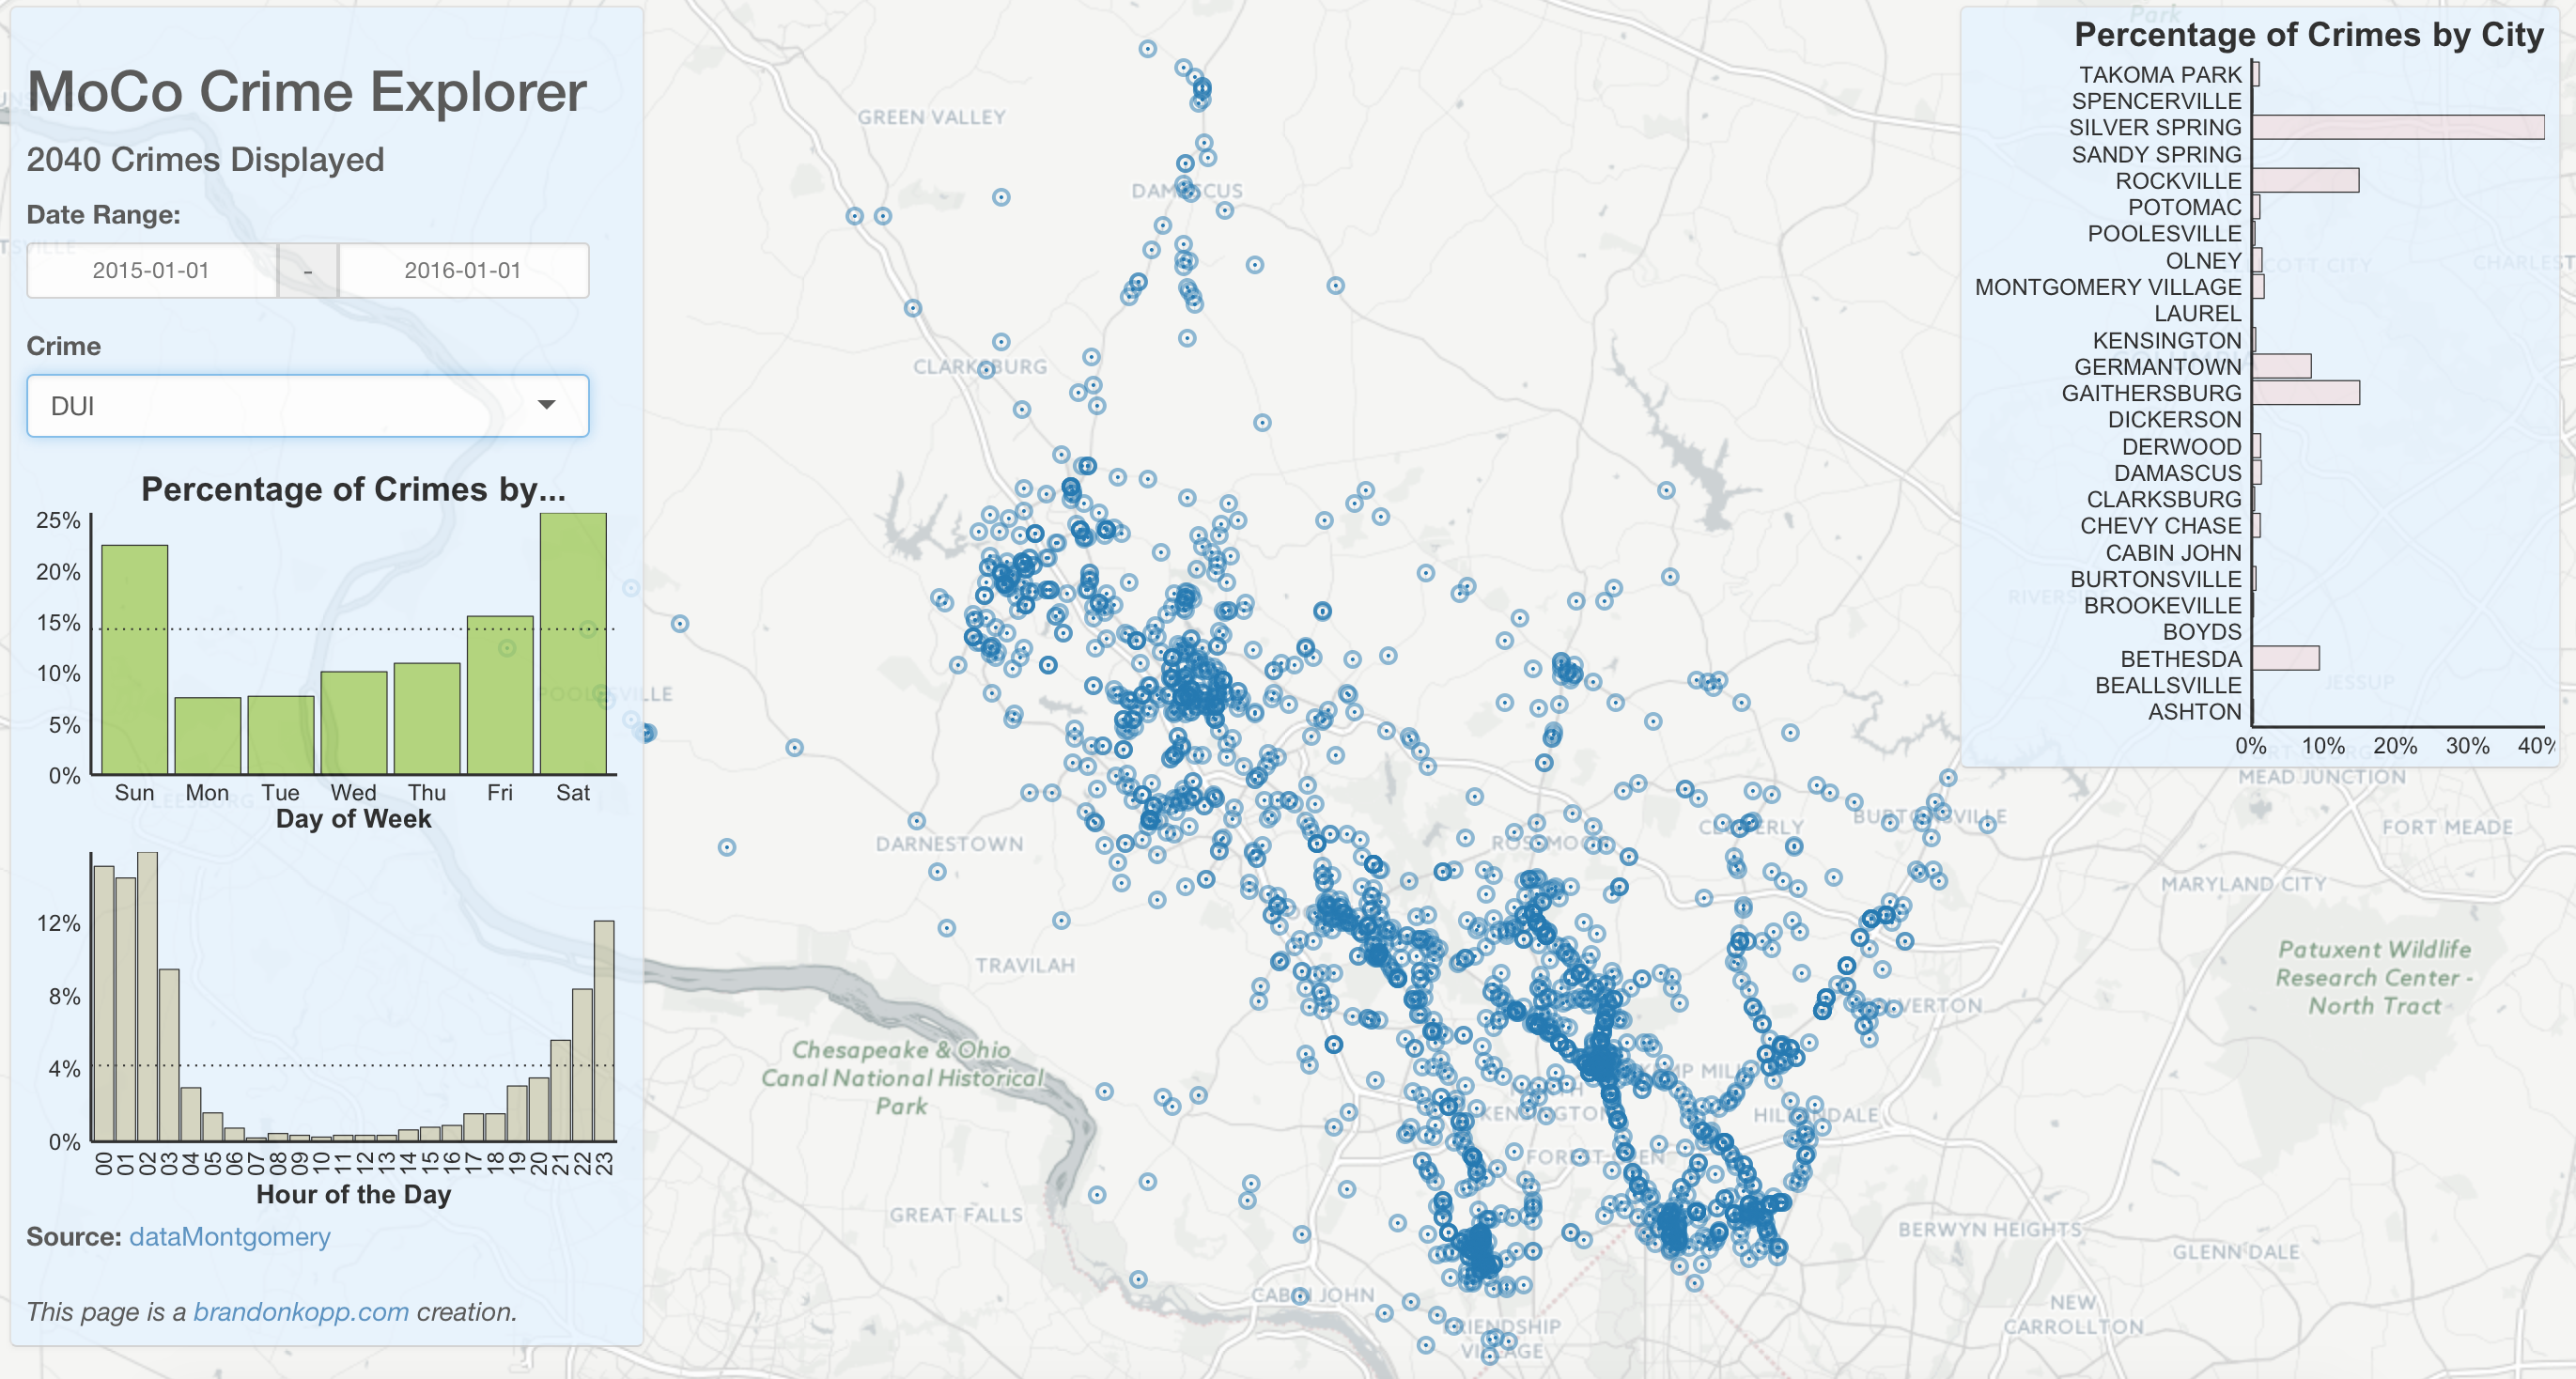 MoCo Crime Explorer
2040 Crimes Displayed
Date Range:
2015-01-01 - 2016-01-01
Crime
DUI
Percentage of Crimes by...
25%
20%
15%
10%
5%
0%
Sun Mon Tue Wed Thu Fri Sat
Day of Week
12%
8%
4%
0%
00 01 02 03 04 05 06 07 08 09 10 11 12 13 14 15 16 17 18 19 20 21 22 23
Hour of the Day
Source: dataMontgomery
This page is a brandonkopp.com creation.
GREEN VALLEY
DAMASCUS
CLARKSBURG
POOLESVILLE
LEESBURG
DARNESTOWN
ROSSMOOR
CLOVERLY
BURTONSVILLE
TRAVILAH
Chesapeake & Ohio
Canal National Historical
Park
KEMP MILL
HILLANDALE
KENSINGTON
FOREST GLEN
GREAT FALLS
CABIN JOHN
FRIENDSHIP
VILLAGE
BERWYN HEIGHTS
GLENN DALE
NEW
CARROLLTON
MEAD JUNCTION
FORT MEADE
MARYLAND CITY
Patuxent Wildlife
Research Center -
North Tract
Park
Percentage of Crimes by City
TAKOMA PARK
SPENCERVILLE
SILVER SPRING
SANDY SPRING
ROCKVILLE
POTOMAC
POOLESVILLE
OLNEY
MONTGOMERY VILLAGE
LAUREL
KENSINGTON
GERMANTOWN
GAITHERSBURG
DICKERSON
DERWOOD
DAMASCUS
CLARKSBURG
CHEVY CHASE
CABIN JOHN
BURTONSVILLE
BROOKEVILLE
BOYDS
BETHESDA
BEALLSVILLE
ASHTON
0% 10% 20% 30% 40%
COLUMBIA
JESSUP